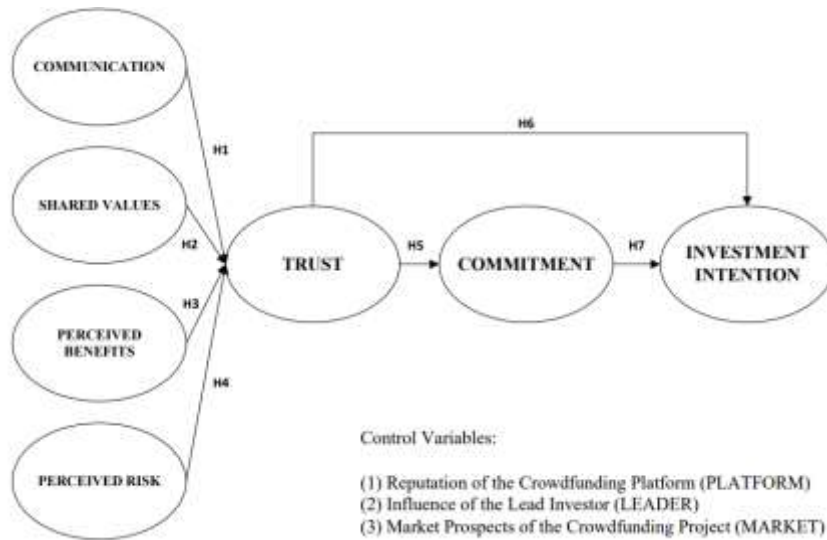 COMMUNICATION
H6
H1
SHARED VALUES
H2
TRUST
H5
COMMITMENT
H7
INVESTMENT
INTENTION
H3
PERCEIVED
BENEFITS
H4
PERCEIVED RISK
Control Variables:
(1) Reputation of the Crowdfunding Platform (PLATFORM)
(2) Influence of the Lead Investor (LEADER)
(3) Market Prospects of the Crowdfunding Project (MARKET)